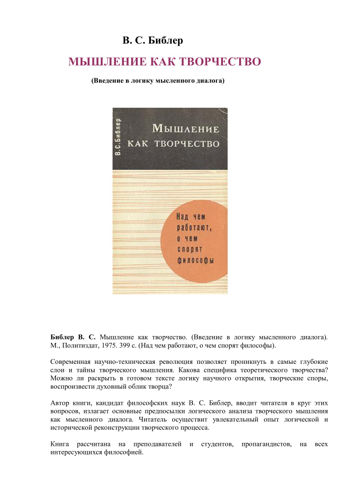 В. С. Библер
МЫШЛЕНИЕ КАК ТВОРЧЕСТВО
(Введение в логику мысленного диалога)
В.С.Библер
Мышление
как творчество
Над чем
работают,
о чем
спорят
философы
Библер В. С. Мышление как творчество. (Введение в логику мысленного диалога).
М., Политиздат, 1975. 399 с. (Над чем работают, о чем спорят философы).
Современная научно-техническая революция позволяет проникнуть в самые глубокие
слои и тайны творческого мышления. Какова специфика теоретического творчества?
Можно ли раскрыть в готовом тексте логику научного открытия, творческие споры,
воспроизвести духовный облик творца?
Автор книги, кандидат философских наук В. С. Библер, вводит читателя в круг этих
вопросов, излагает основные предпосылки логического анализа творческого мышления
как мысленного диалога. Читатель осуществит увлекательный опыт логической и
исторической реконструкции творческого процесса.
Книга рассчитана на преподавателей и студентов, пропагандистов, на всех
интересующихся философией.